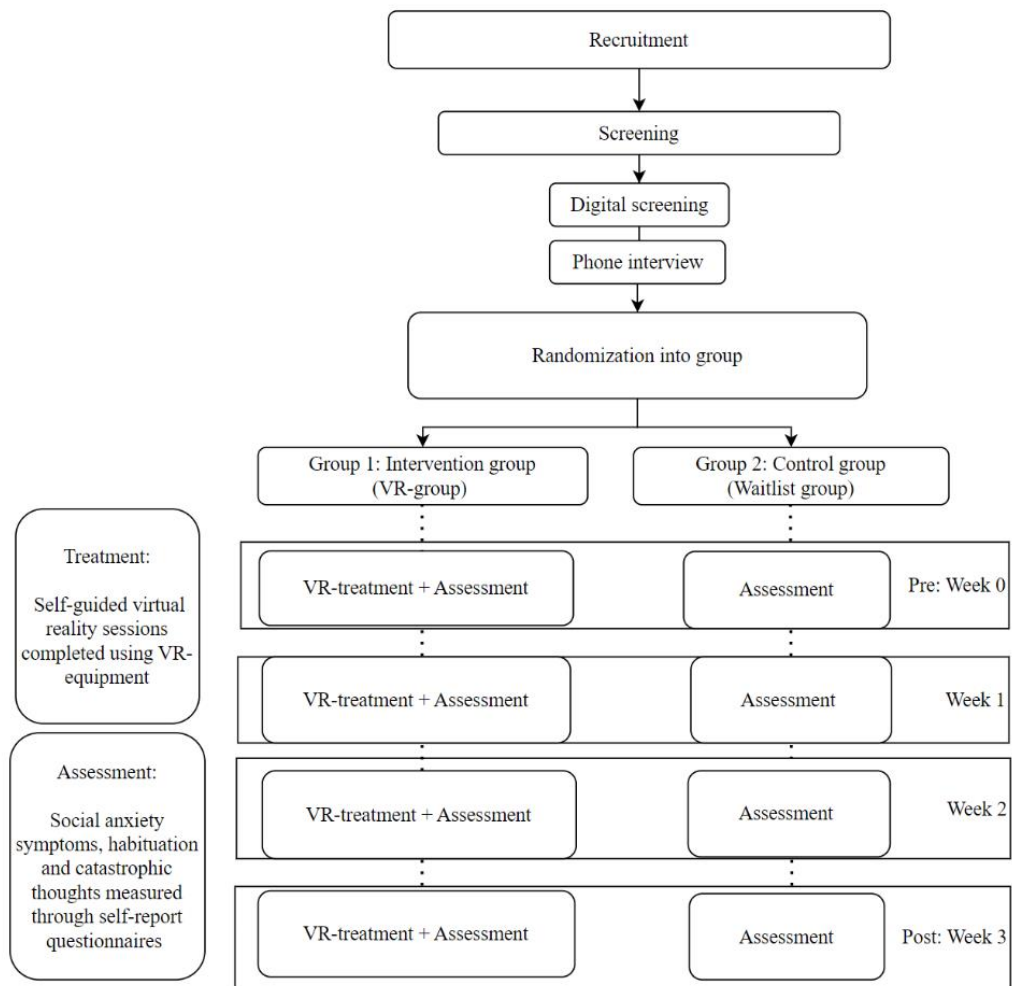 Recruitment
Screening
Digital screening
Phone interview
Randomization into group
Group 1: Intervention group
(VR-group)
Group 2: Control group
(Waitlist group)
Treatment:
Self-guided virtual
reality sessions
completed using VR-
equipment
VR-treatment + Assessment
Assessment
Pre: Week 0
VR-treatment + Assessment
Assessment
Week 1
Assessment:
Social anxiety
symptoms, habituation
and catastrophic
thoughts measured
through self-report
questionnaires
VR-treatment + Assessment
Assessment
Week 2
VR-treatment + Assessment
Assessment
Post: Week 3